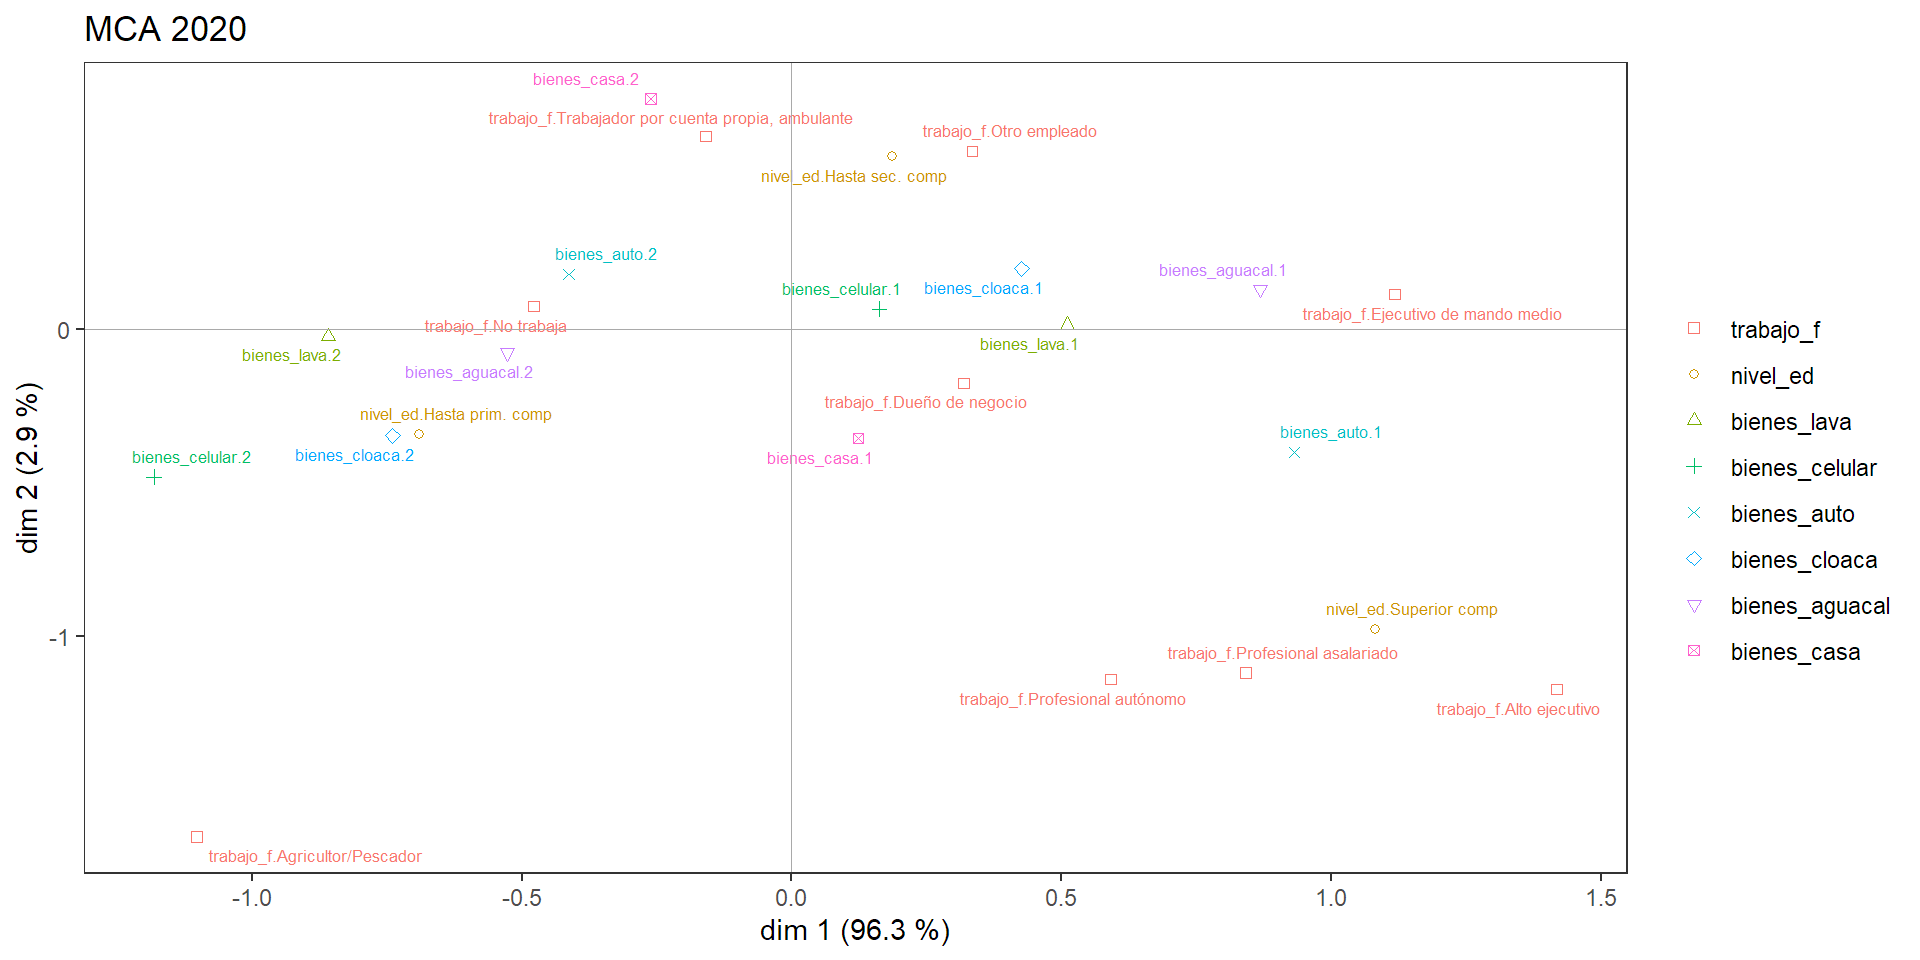 MCA 2020
bienes_casa.2
trabajo_f.Trabajador por cuenta propia, ambulante
trabajo_f.Otro empleado
nivel_ed.Hasta sec. comp
bienes_auto.2
bienes_aguacal.1
bienes_celular.1
bienes_cloaca.1
trabajo_f.Ejecutivo de mando medio
trabajo_f.No trabaja
bienes_lava.1
bienes_lava.2
bienes_aguacal.2
trabajo_f.Dueño de negocio
nivel_ed.Hasta prim. comp
bienes_auto.1
bienes_cloaca.2
bienes_celular.2
bienes_casa.1
nivel_ed.Superior comp
trabajo_f.Profesional asalariado
trabajo_f.Profesional autónomo
trabajo_f.Alto ejecutivo
trabajo_f.Agricultor/Pescador
0
-1
dim 2 (2.9 %)
-1.0
-0.5
0.0
0.5
1.0
1.5
dim 1 (96.3 %)
trabajo_f
nivel_ed
bienes_lava
bienes_celular
bienes_auto
bienes_cloaca
bienes_aguacal
bienes_casa